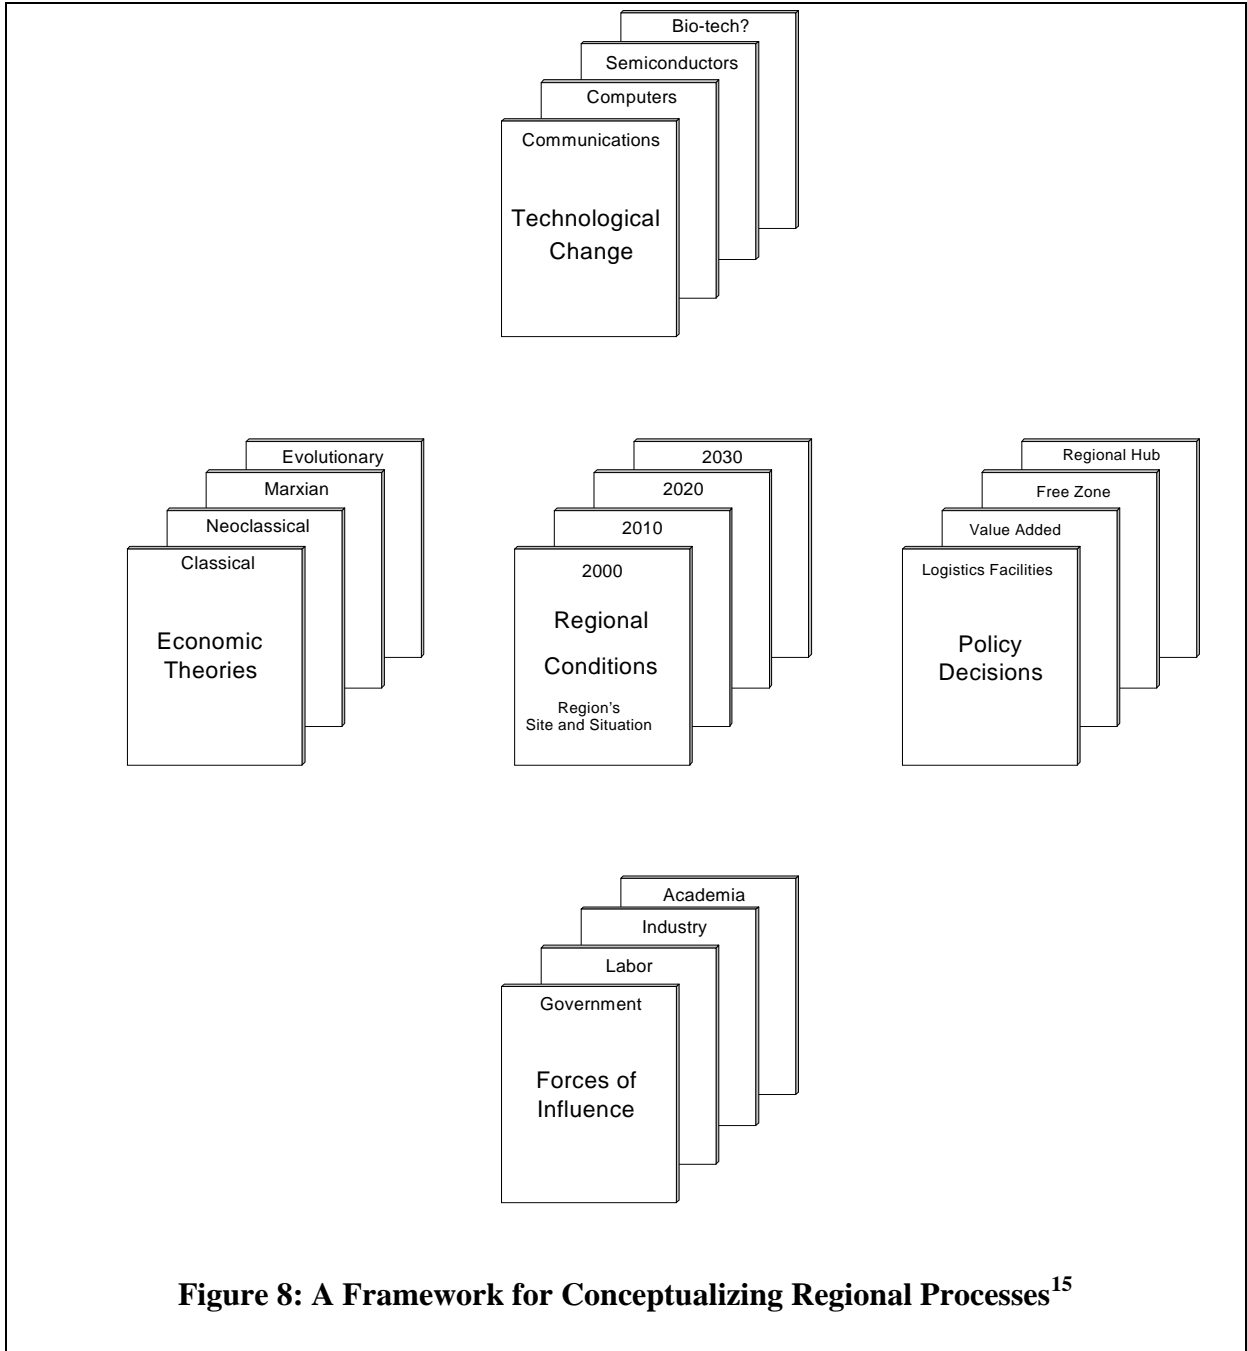 Bio-tech?
Semiconductors
Computers
Communications
Technological
Change
Evolutionary
Marxian
Neoclassical
Classical
Economic
Theories
2030
2020
2010
2000
Regional
Conditions
Region's
Site and Situation
Regional Hub
Free Zone
Value Added
Logistics Facilities
Policy
Decisions
Academia
Industry
Labor
Government
Forces of
Influence
Figure 8: A Framework for Conceptualizing Regional Processes15